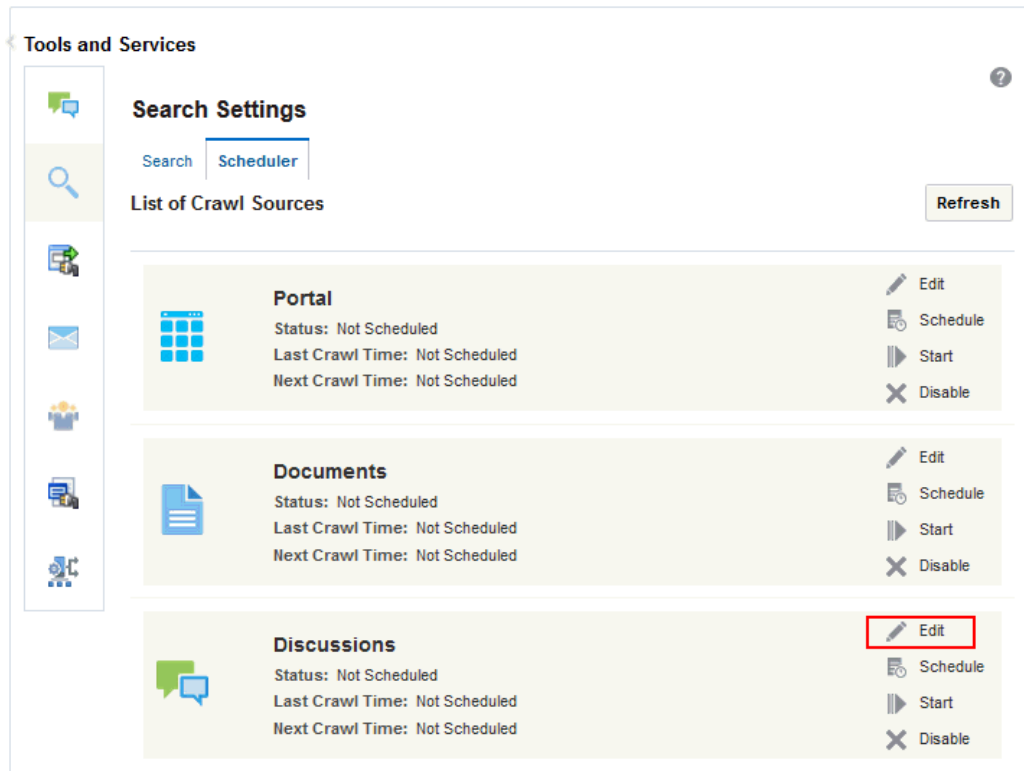 Tools and Services
?
Search Settings
Search Scheduler
List of Crawl Sources
Refresh
Portal
Status: Not Scheduled
Last Crawl Time: Not Scheduled
Next Crawl Time: Not Scheduled
Edit
Schedule
Start
Disable
Documents
Status: Not Scheduled
Last Crawl Time: Not Scheduled
Next Crawl Time: Not Scheduled
Edit
Schedule
Start
Disable
Discussions
Status: Not Scheduled
Last Crawl Time: Not Scheduled
Next Crawl Time: Not Scheduled
Edit
Schedule
Start
Disable